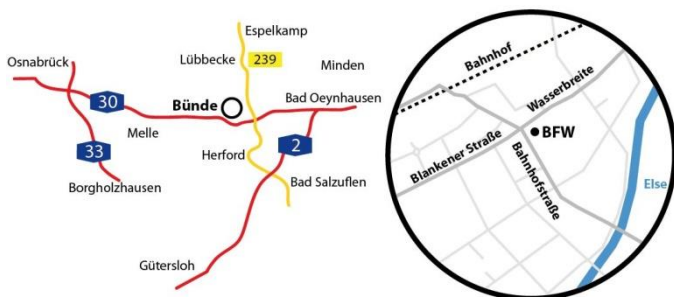 Espelkamp
Osnabrück
Lübbecke
239
Minden
30
Bünde
Bad Oeynhausen
Melle
2
33
Herford
Borgholzhausen
Bad Salzuflen
Gütersloh
Bahnhof
Wasserbreite
BFW
Blankener Straße
Bahnhofstraße
Else